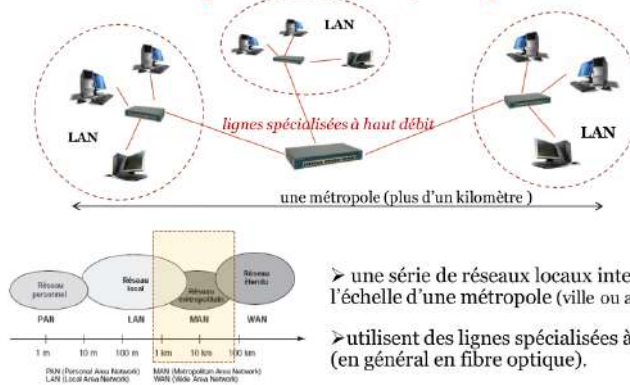 LAN
LAN
LAN
lignes spécialisées à haut débit
une métropole (plus d'un kilomètre )
Réseau personnel
Réseau local
Réseau métropolitain
Réseau étendu
PAN LAN MAN WAN
1 m 10 m 100 m 1 km 10 km 100 km
PAN (Personal Area Network) MAN (Metropolitan Area Network)
LAN (Local Area Network) WAN (Wide Area Network)
➢ une série de réseaux locaux
l'échelle d'une métropole (ville ou
➢utilisent des lignes spécialisées à
(en général en fibre optique).